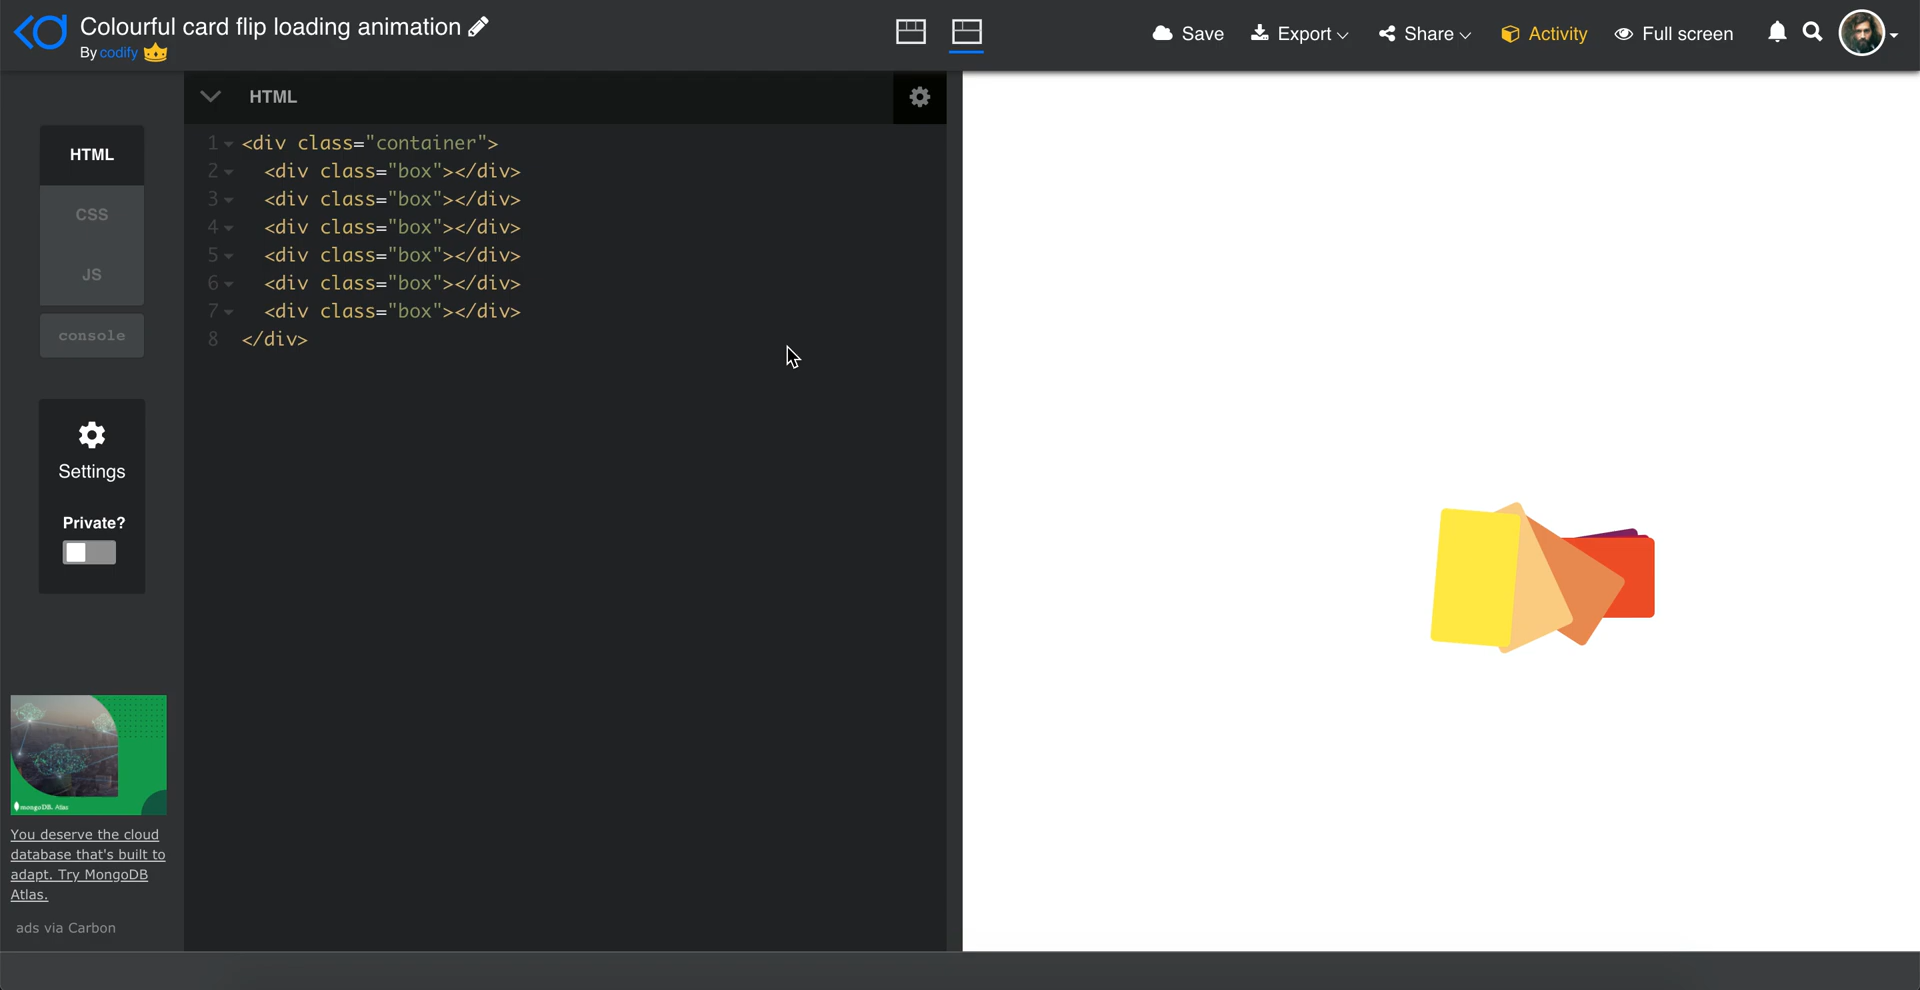 Colourful card flip loading animation
By codify
Save
Export
Share
Activity
Full screen
HTML
HTML
CSS
JS
console
1 <div class="container">
2 <div class="box"></div>
3 <div class="box"></div>
4 <div class="box"></div>
5 <div class="box"></div>
6 <div class="box"></div>
7 <div class="box"></div>
8 </div>
Settings
Private?
mongoDB. Atlas
You deserve the cloud
database that's built to
adapt. Try MongoDB
Atlas.
ads via Carbon